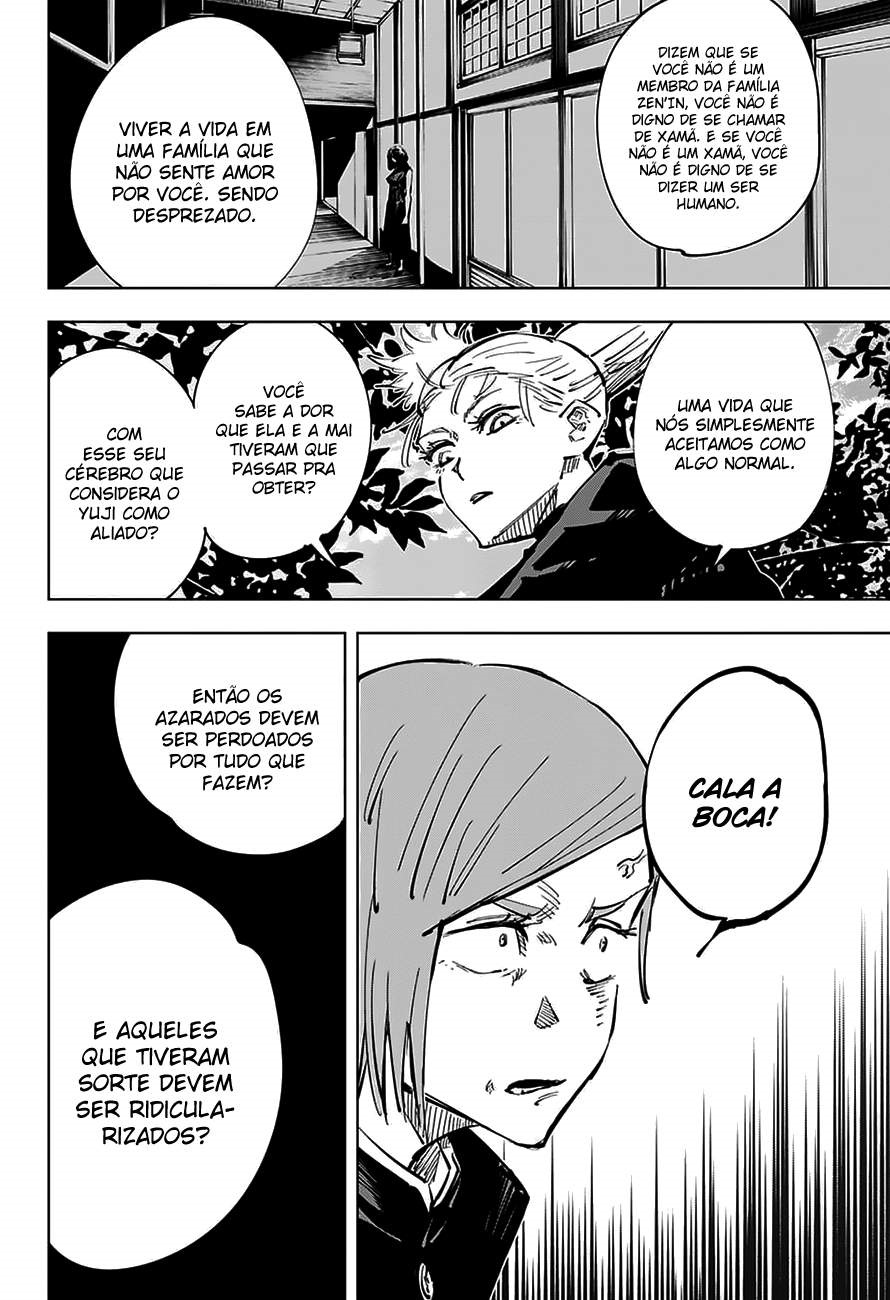 DIZEM QUE SE
VOCÊ NÃO É UM
MEMBRO DA FAMÍLIA
ZEN'IN, VOCÊ NÃO É
DIGNO DE SE CHAMAR
DE XAMÃ. E SE VOCÊ
NÃO É UM XAMÃ, VOCÊ
NÃO É DIGNO DE SE
DIZER UM SER
HUMANO.
VIVER A VIDA EM
UMA FAMÍLIA QUE
NÃO SENTE AMOR
POR VOCÊ. SENDO
DESPREZADO.
UMA VIDA QUE
NÓS SIMPLESMENTE
ACEITAMOS COMO
ALGO NORMAL.
VOCÊ
SABE A DOR
QUE ELA E A MAI
TIVERAM QUE
PASSAR PRA
OBTER?
COM
ESSE SEU
CÉREBRO QUE
CONSIDERA O
YUJI COMO
ALIADO?
CALA A
BOCA!
ENTÃO OS
AZARADOS DEVEM
SER PERDOADOS
POR TUDO QUE
FAZEM?
E AQUELES
QUE TIVERAM
SORTE DEVEM
SER RIDICULA-
RIZADOS?